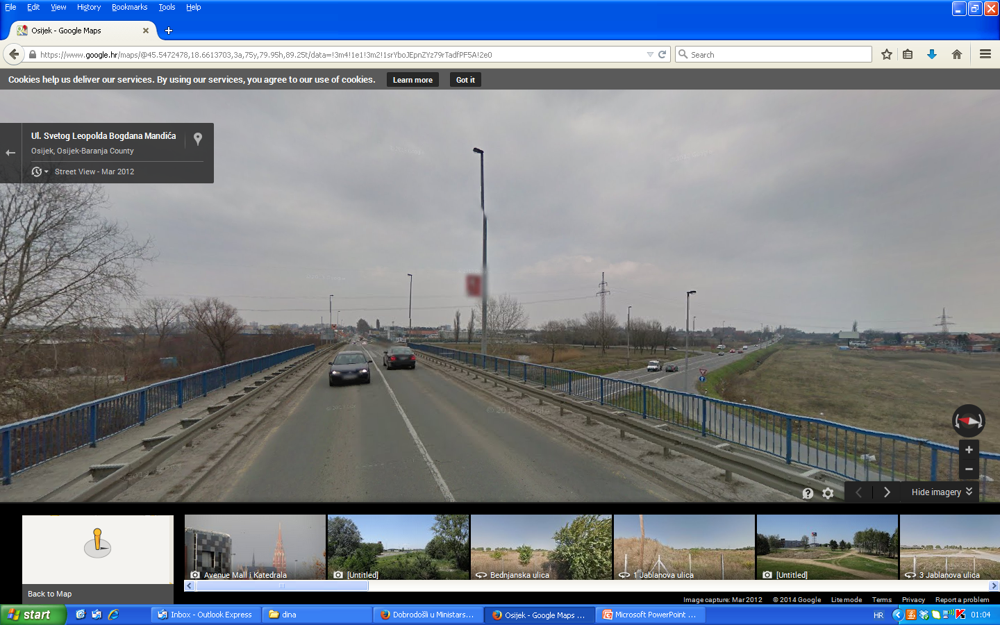 File Edit View History Bookmarks Tools Help
Osijek - Google Maps
https://www.google.hr/maps/@45.5472478,18.6613703,3a,75y,79.95h,89.25t/data=!3m4!1e1!3m2!1srYboJEpnZYz79rTadfPF5A!2e0
Search
Cookies help us deliver our services. By using our services, you agree to our use of cookies. Learn more Got it
Ul. Svetog Leopolda Bogdana Mandića
Osijek, Osijek-Baranja County
Street View - Mar 2012
© 2013 Google
Hide imagery
Avenue Mall i Katedrala
[Untitled]
Bednjanska ulica
1 Jablanova ulica
[Untitled]
3 Jablanova ulica
Back to Map
Image capture: Mar 2012 © 2014 Google Lite mode Terms Privacy Report a problem
start
Inbox - Outlook Express
dina
Dobrodošli u Ministars...
Osijek - Google Maps ...
Microsoft PowerPoint ...
HR
01:04